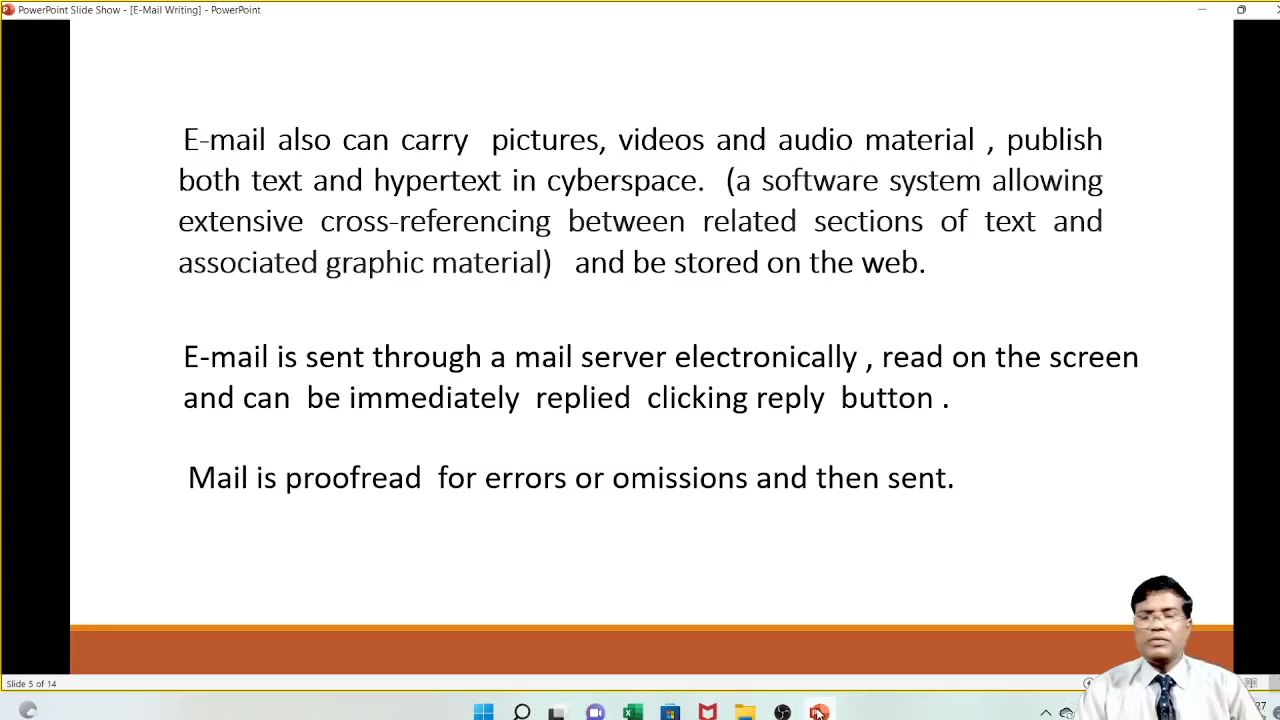 PowerPoint Slide Show - [E-Mail Writing] - PowerPoint
E-mail also can carry pictures, videos and audio material , publish
both text and hypertext in cyberspace. (a software system allowing
extensive cross-referencing between related sections of text and
associated graphic material) and be stored on the web.
E-mail is sent through a mail server electronically , read on the screen
and can be immediately replied clicking reply button .
Mail is proofread for errors or omissions and then sent.
Slide 5 of 14